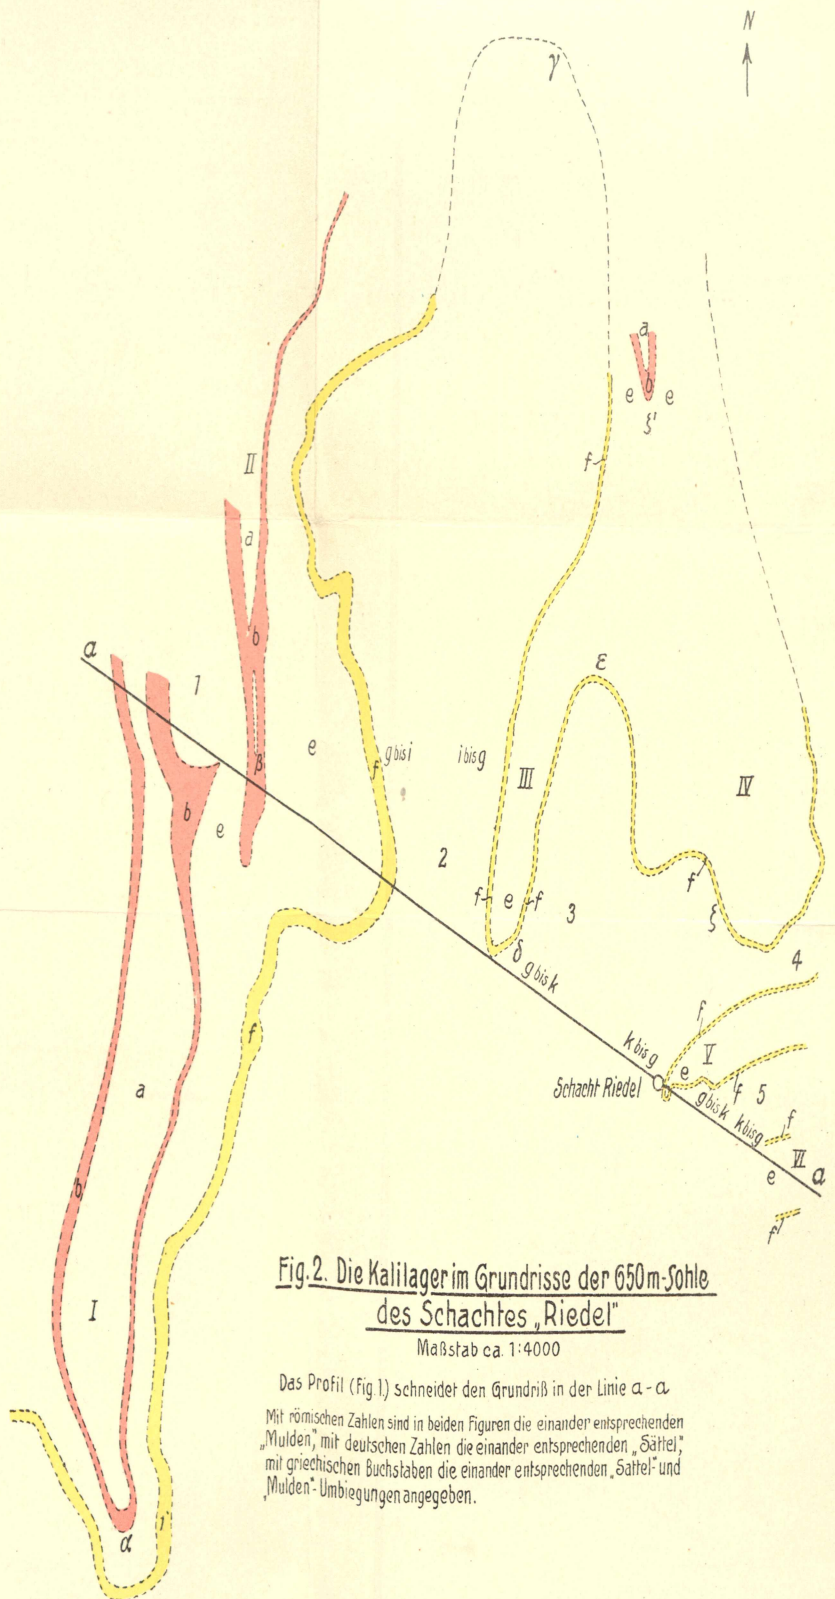 N
γ
a
b
e e
ξ'
f
II
a
b
a
1
ε
e
f
g bis i
i bis g
III
IV
β
b
e
2
f
e
f
3
f
ξ
δ
g bis k
4
f
f
k bis g
V
e
Schacht Riedel
f
5
g bis k
k bis g
f
a
VI
e
a
b
f
I
Fig. 2. Die Kalilager im Grundrisse der 650m-Sohle
des Schachtes „Riedel"
Maßstab ca. 1:4000
Das Profil (Fig. 1.) schneidet den Grundriß in der Linie a - a
Mit römischen Zahlen sind in beiden Figuren die einander entsprechenden
„Mulden", mit deutschen Zahlen die einander entsprechenden „Sättel",
mit griechischen Buchstaben die einander entsprechenden „Sattel"- und
„Mulden"- Umbiegungen angegeben.
α